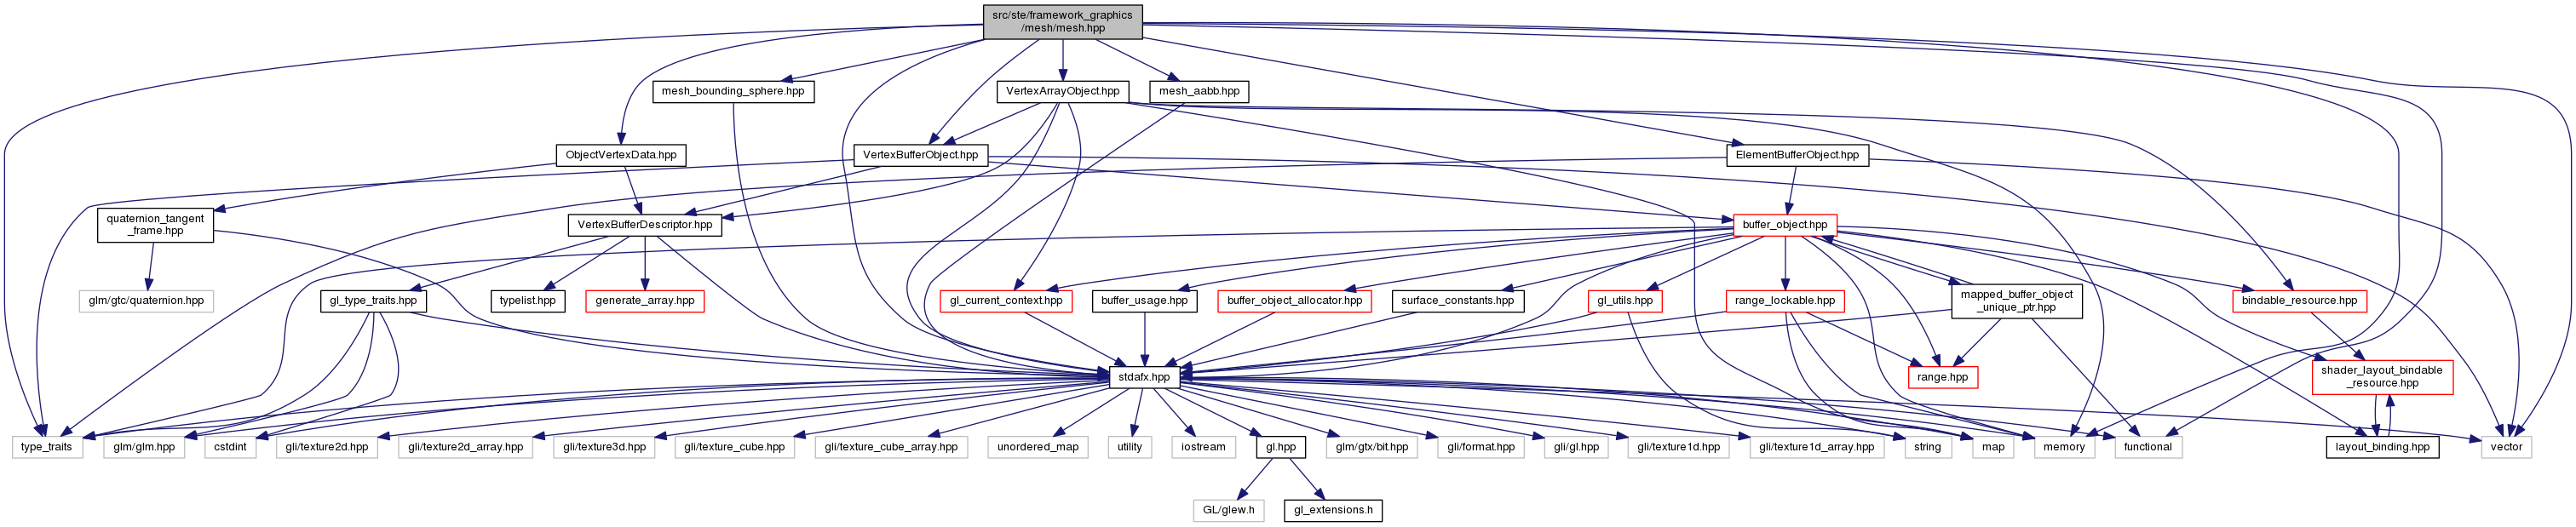 src/ste/framework_graphics
/mesh/mesh.hpp
mesh_bounding_sphere.hpp
VertexArrayObject.hpp
mesh_aabb.hpp
ObjectVertexData.hpp
VertexBufferObject.hpp
ElementBufferObject.hpp
quaternion_tangent
_frame.hpp
VertexBufferDescriptor.hpp
buffer_object.hpp
glm/gtc/quaternion.hpp
gl_type_traits.hpp
typelist.hpp
generate_array.hpp
gl_current_context.hpp
buffer_usage.hpp
buffer_object_allocator.hpp
surface_constants.hpp
gl_utils.hpp
range_lockable.hpp
mapped_buffer_object
_unique_ptr.hpp
bindable_resource.hpp
stdafx.hpp
range.hpp
shader_layout_bindable
_resource.hpp
type_traits
glm/glm.hpp
cstdint
gli/texture2d.hpp
gli/texture2d_array.hpp
gli/texture3d.hpp
gli/texture_cube.hpp
gli/texture_cube_array.hpp
unordered_map
utility
iostream
gl.hpp
glm/gtx/bit.hpp
gli/format.hpp
gli/gl.hpp
gli/texture1d.hpp
gli/texture1d_array.hpp
string
map
memory
functional
layout_binding.hpp
vector
GL/glew.h
gl_extensions.h